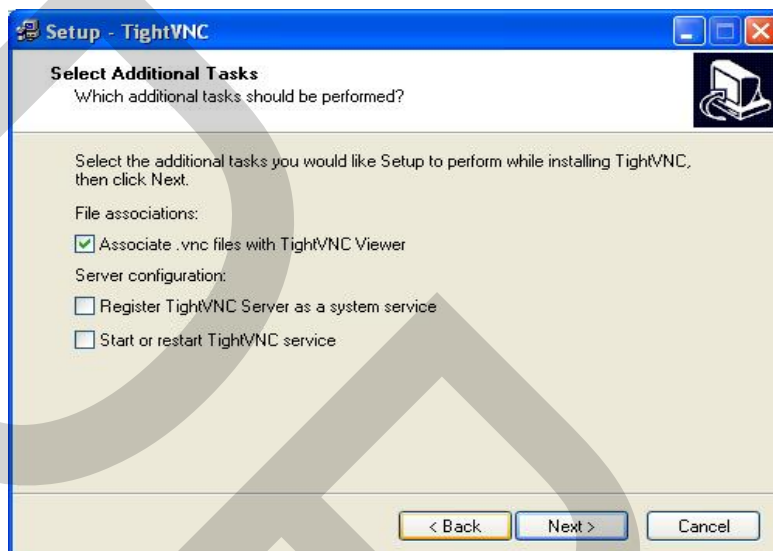 Setup - TightVNC
Select Additional Tasks
Which additional tasks should be performed?
Select the additional tasks you would like Setup to perform while installing TightVNC,
then click Next.
File associations:
Associate .vnc files with TightVNC Viewer
Server configuration:
Register TightVNC Server as a system service
Start or restart TightVNC service
< Back Next > Cancel